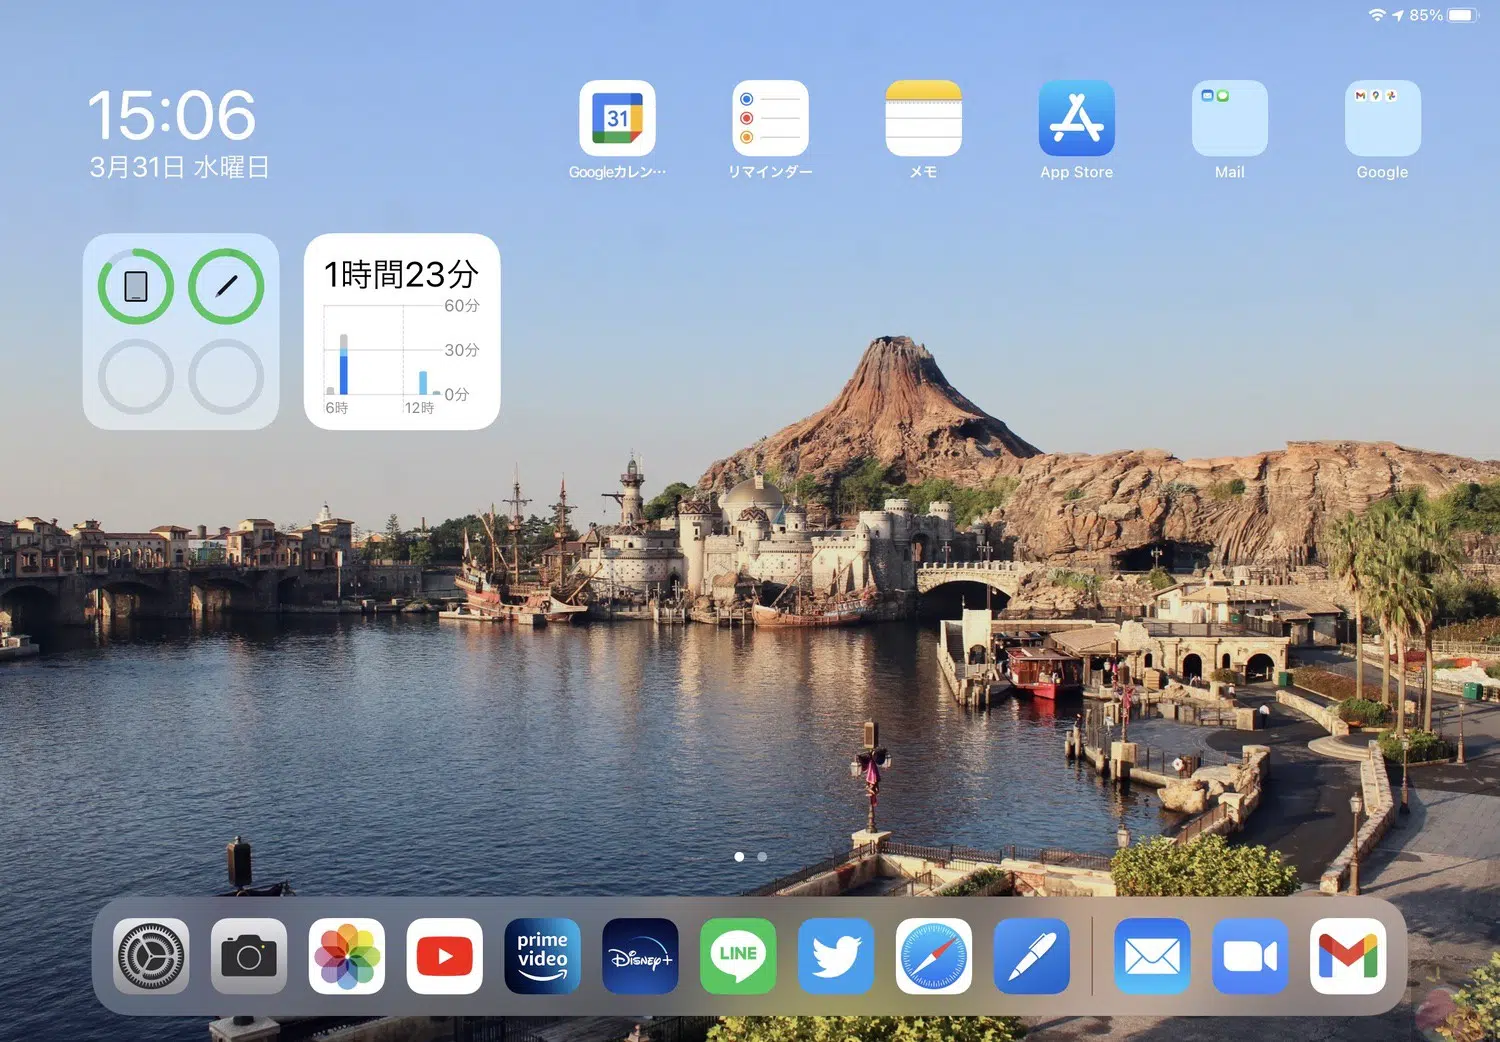 85%
15:06
3月31日 水曜日
31
Googleカレン…
リマインダー
メモ
App Store
Mail
Google
1時間23分
60分
30分
0分
6時
12時
prime
video
Disney+
LINE